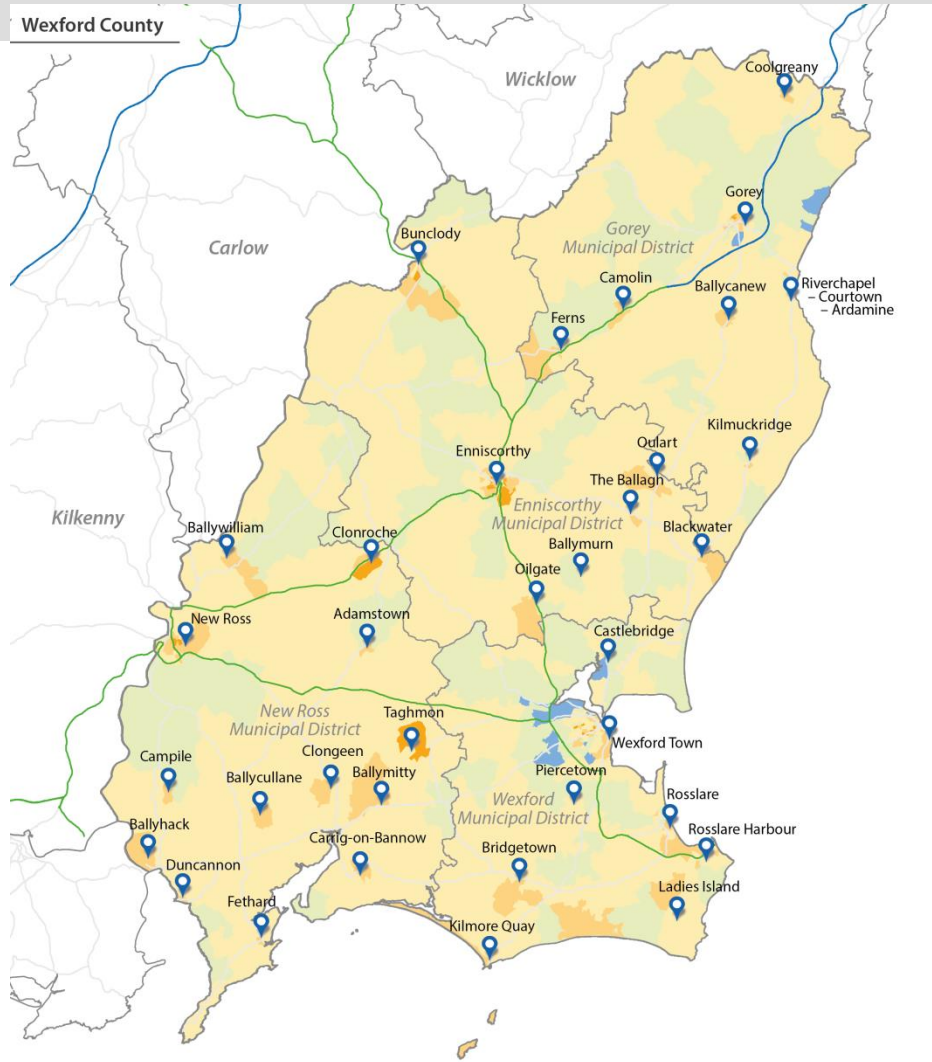 Wexford County
Wicklow
Coolgreany
Gorey
Gorey
Municipal District
Carlow
Bunclody
Camolin
Ballycanew
Riverchapel
– Courtown
– Ardamine
Ferns
Kilmuckridge
Oulart
Enniscorthy
The Ballagh
Enniscorthy
Municipal District
Kilkenny
Ballywilliam
Clonroche
Blackwater
Ballymurn
Oilgate
New Ross
Adamstown
Castlebridge
New Ross
Municipal District
Taghmon
Wexford Town
Campile
Clongeen
Ballycullane
Ballymitty
Piercetown
Wexford
Municipal District
Rosslare
Ballyhack
Rosslare Harbour
Carrig-on-Bannow
Bridgetown
Duncannon
Ladies Island
Fethard
Kilmore Quay